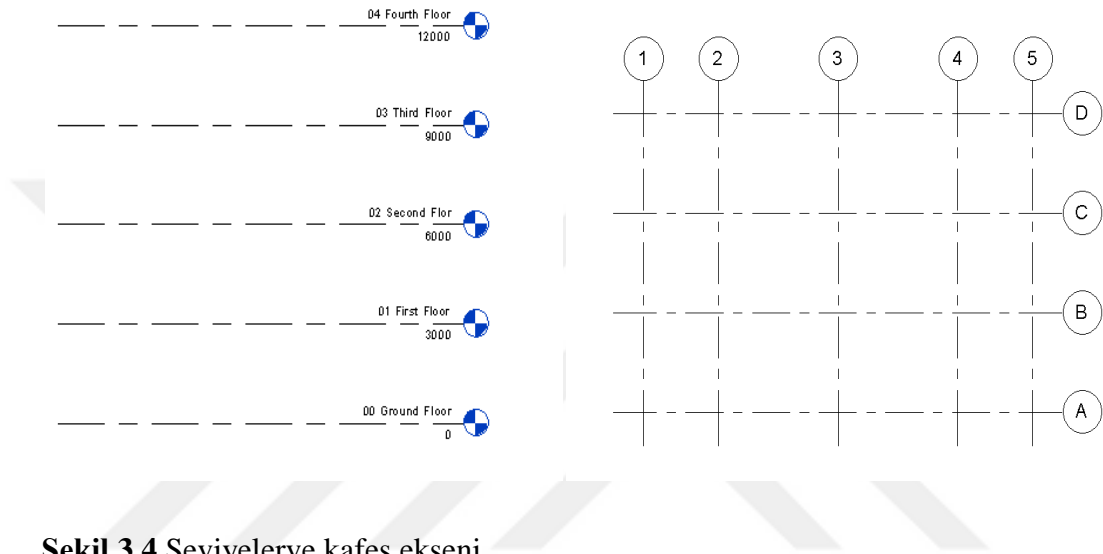 04 Fourth Floor
12000
03 Third Floor
9000
02 Second Flor
6000
01 First Floor
3000
00 Ground Floor
0
1 2 3 4 5
D
C
B
A
Şekil 3.4 Seviyelerve kafes ekseni